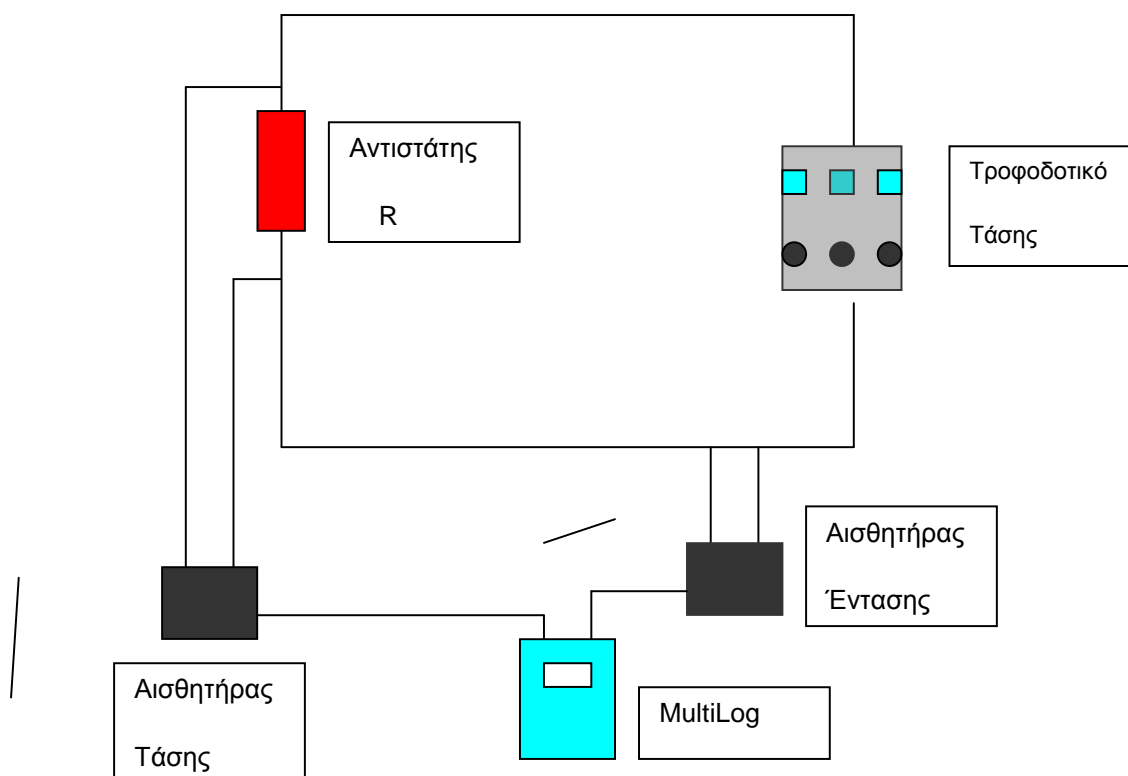 Αντιστάτης
R
Τροφοδοτικό
Τάσης
Αισθητήρας
Έντασης
Αισθητήρας
Τάσης
MultiLog